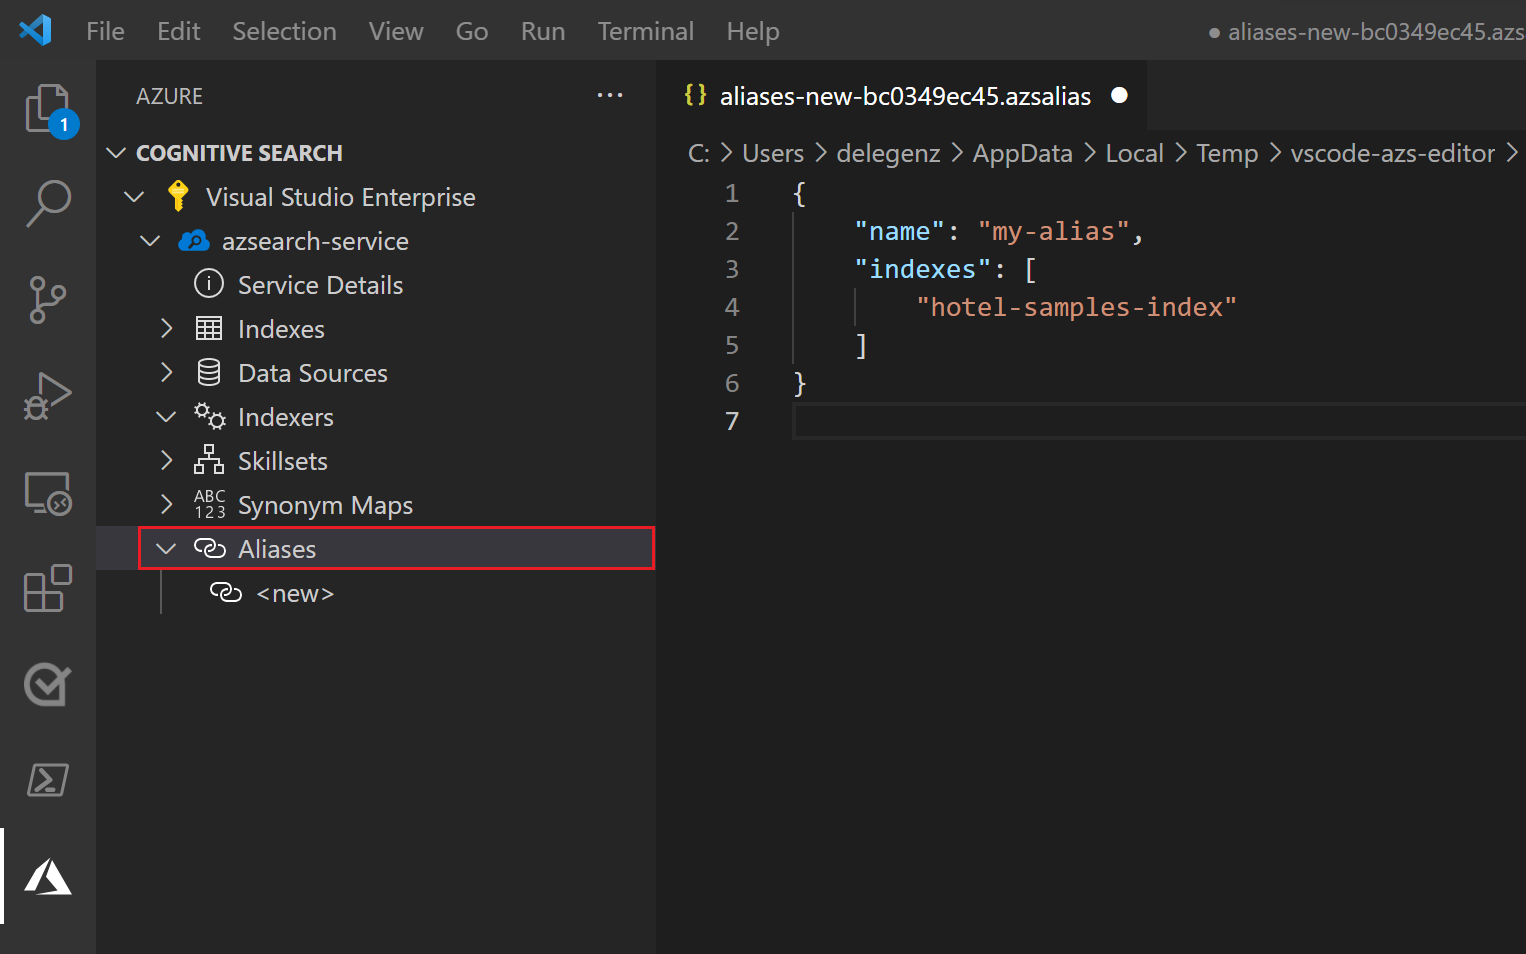 File Edit Selection View Go Run Terminal Help ● aliases-new-bc0349ec45.azs
AZURE ···
COGNITIVE SEARCH
Visual Studio Enterprise
azsearch-service
Service Details
Indexes
Data Sources
Indexers
Skillsets
ABC 123 Synonym Maps
Aliases
<new>
1
{} aliases-new-bc0349ec45.azsalias ●
C: > Users > delegenz > AppData > Local > Temp > vscode-azs-editor >
1 {
2 "name": "my-alias",
3 "indexes": [
4 "hotel-samples-index"
5 ]
6 }
7